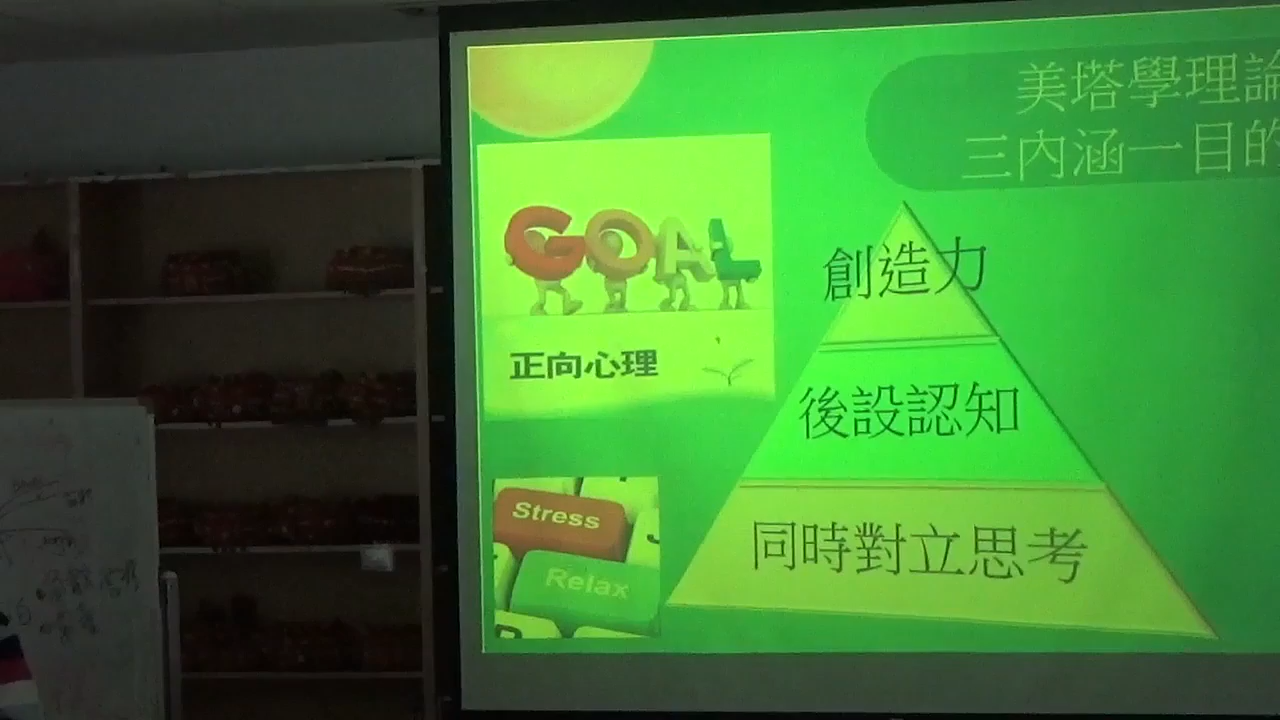 美塔學理論
三內涵一目的
GOAL
正向心理
創造力
後設認知
同時對立思考
Stress
Relax